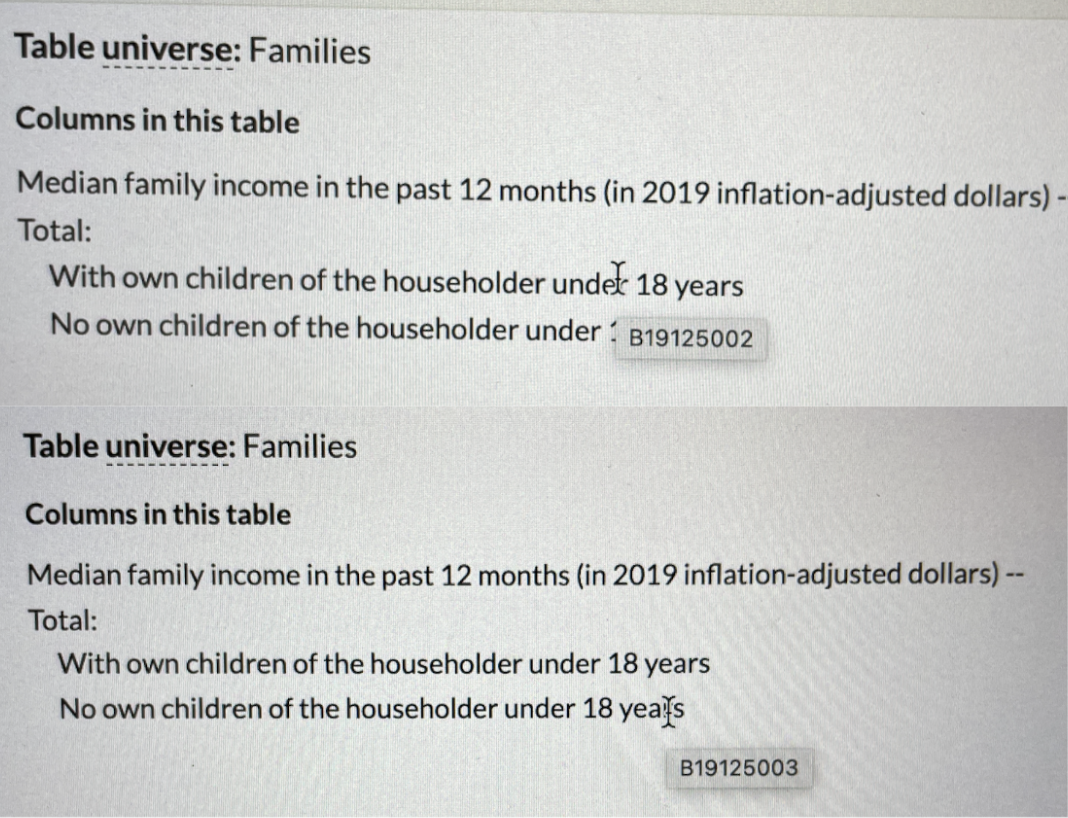 Table universe: Families
Columns in this table
Median family income in the past 12 months (in 2019 inflation-adjusted dollars) -
Total:
With own children of the householder under 18 years
No own children of the householder under
B19125002
Table universe: Families
Columns in this table
Median family income in the past 12 months (in 2019 inflation-adjusted dollars) --
Total:
With own children of the householder under 18 years
No own children of the householder under 18 years
B19125003